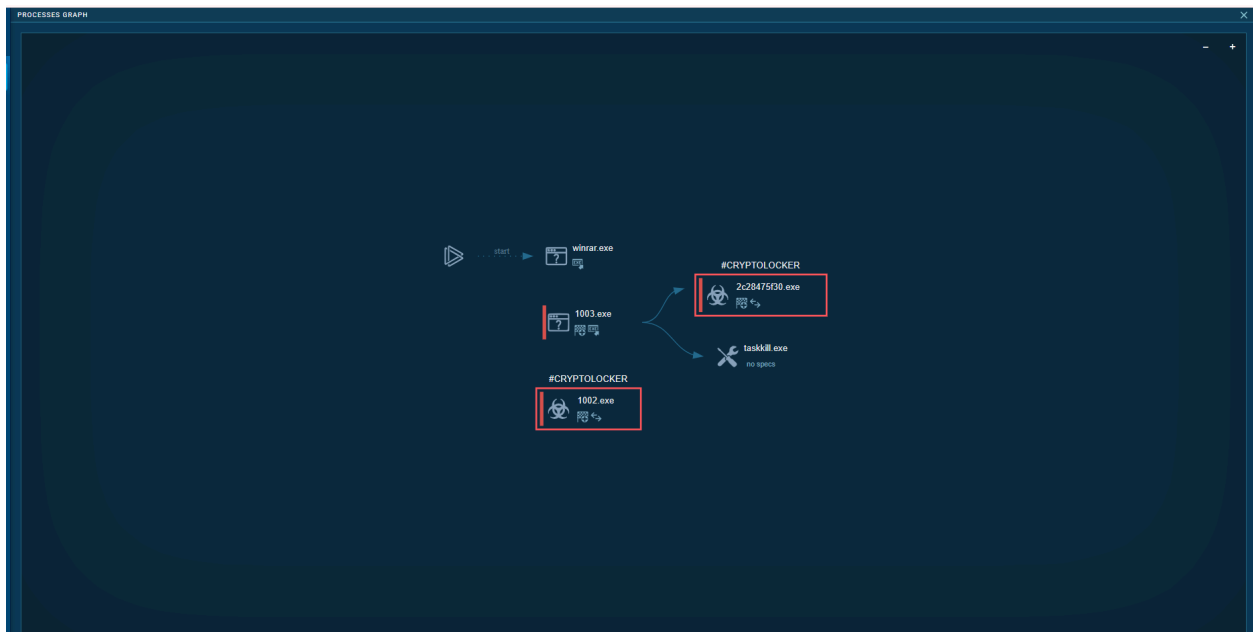 PROCESSES GRAPH
- +
start
winrar.exe
#CRYPTOLOCKER
2c28475f30.exe
1003.exe
taskkill.exe
no specs
#CRYPTOLOCKER
1002.exe